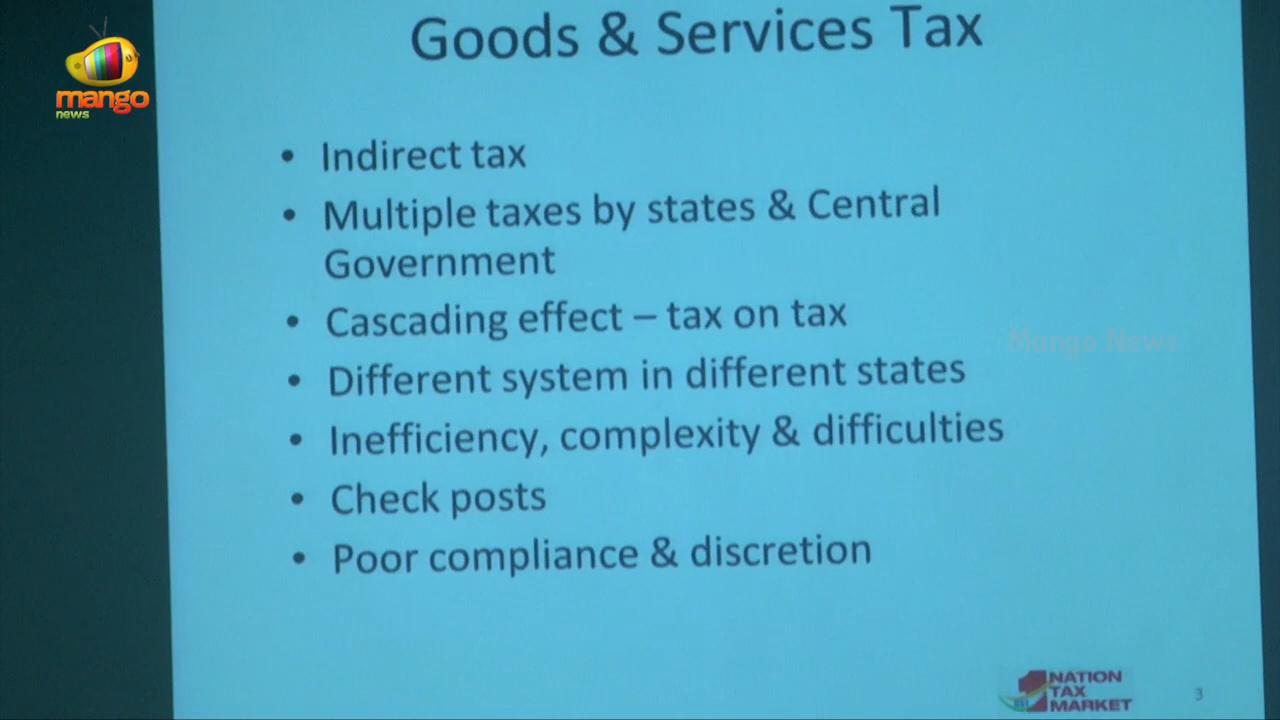 Goods & Services Tax
mango
news
• Indirect tax
• Multiple taxes by states & Central
Government
• Cascading effect – tax on tax
Mango News
• Different system in different states
• Inefficiency, complexity & difficulties
• Check posts
• Poor compliance & discretion
1 NATION
TAX
MARKET
3